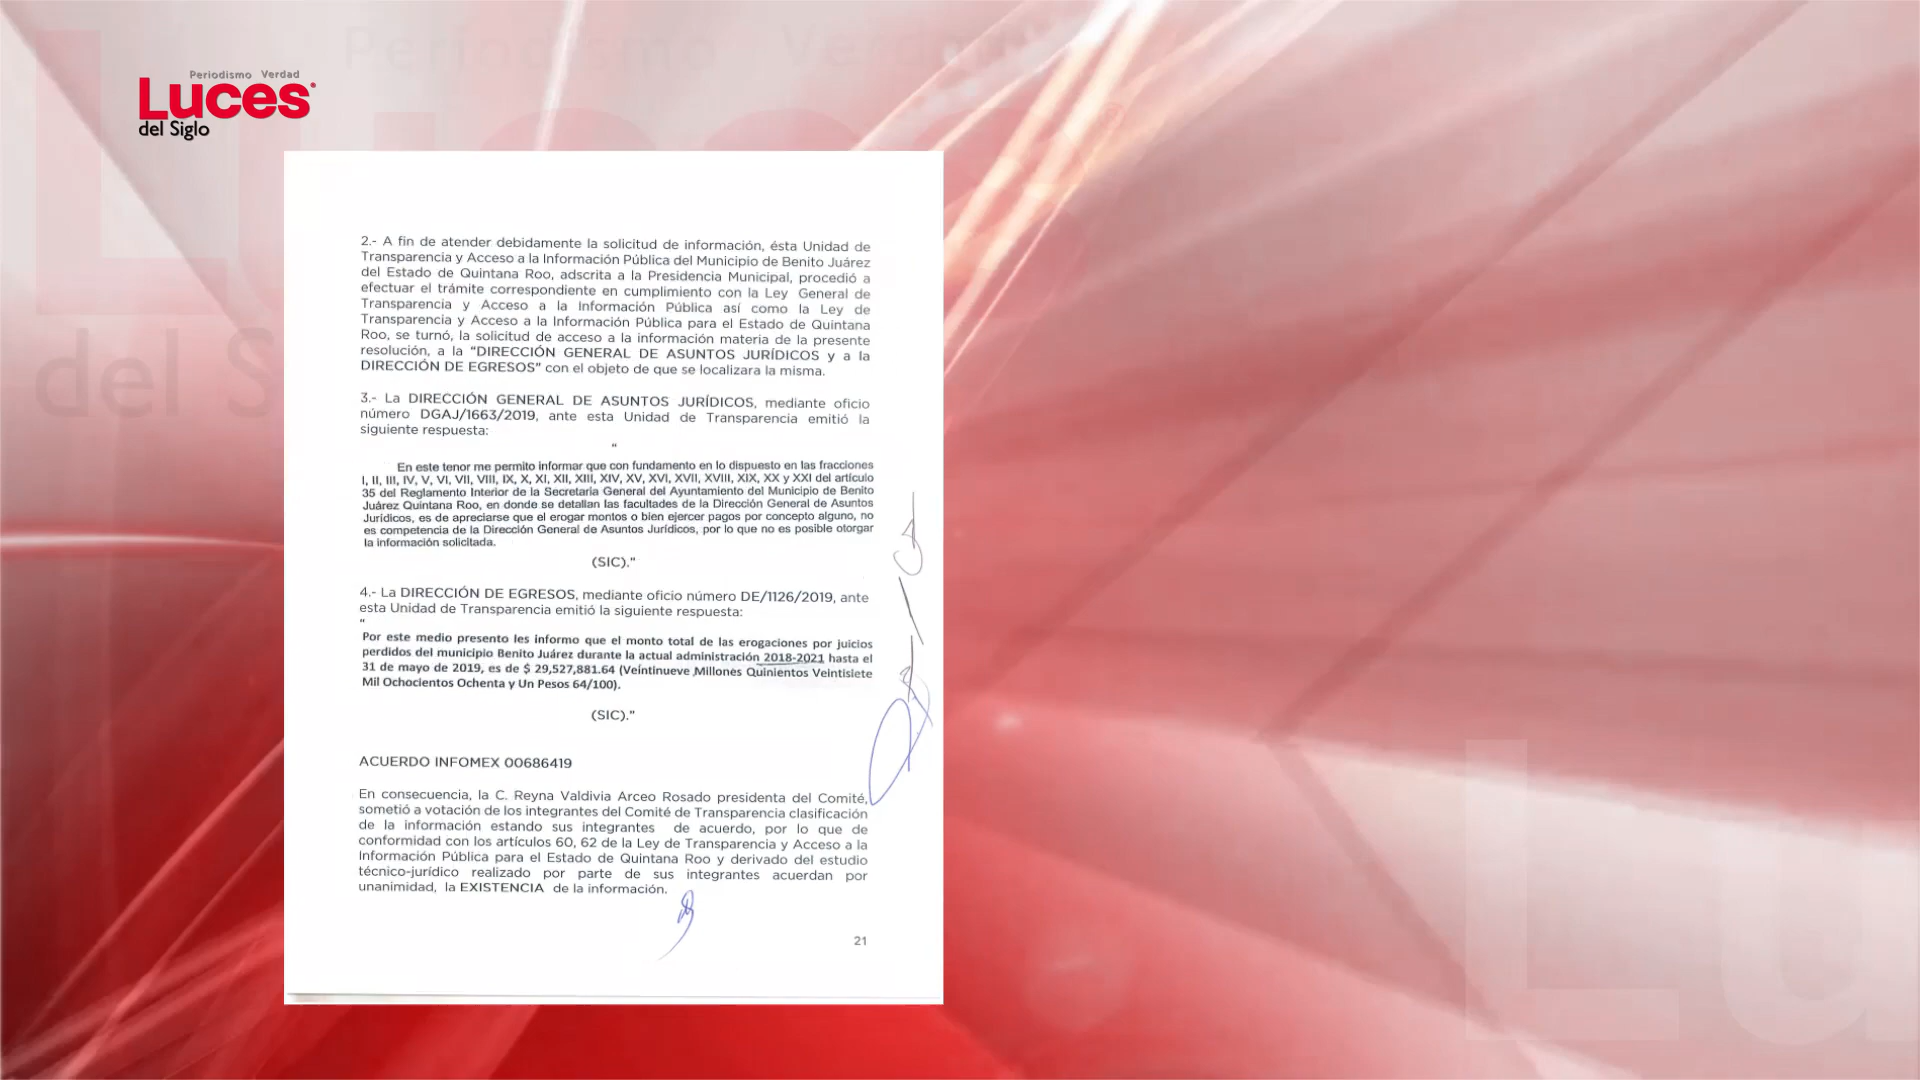 Periodismo Verdad
Luces
del Siglo
2.- A fin de atender debidamente la solicitud de información, ésta Unidad de
Transparencia y Acceso a la Información Pública del Municipio de Benito Juárez
del Estado de Quintana Roo, adscrita a la Presidencia Municipal, procedió a
efectuar el trámite correspondiente en cumplimiento con la Ley General de
Transparencia y Acceso a la Información Pública así como la Ley de
Transparencia y Acceso a la Información Pública para el Estado de Quintana
Roo, se turnó, la solicitud de acceso a la información materia de la presente
resolución, a la "DIRECCIÓN GENERAL DE ASUNTOS JURÍDICOS y a la
DIRECCIÓN DE EGRESOS" con el objeto de que se localizara la misma.
3.- La DIRECCIÓN GENERAL DE ASUNTOS JURÍDICOS, mediante oficio
número DGAJ/1663/2019, ante esta Unidad de Transparencia emitió la
siguiente respuesta:
"
En este tenor me permito informar que con fundamento en lo dispuesto en las fracciones
I, II, III, IV, V, VI, VII, VIII, IX, X, XI, XII, XIII, XIV, XV, XVI, XVII, XVIII, XIX, XX y XXI del artículo
35 del Reglamento Interior de la Secretaria General del Ayuntamiento del Municipio de Benito
Juárez Quintana Roo, en donde se detallan las facultades de la Dirección General de Asuntos
Jurídicos, es de apreciarse que el erogar montos o bien ejercer pagos por concepto alguno, no
es competencia de la Dirección General de Asuntos Jurídicos, por lo que no es posible otorgar
la información solicitada.
(SIC)."
4.- La DIRECCIÓN DE EGRESOS, mediante oficio número DE/1126/2019, ante
esta Unidad de Transparencia emitió la siguiente respuesta:
"
Por este medio presento les informo que el monto total de las erogaciones por juicios
perdidos del municipio Benito Juárez durante la actual administración 2018-2021 hasta el
31 de mayo de 2019, es de $ 29,527,881.64 (Veintinueve Millones Quinientos Veintisiete
Mil Ochocientos Ochenta y Un Pesos 64/100).
(SIC)."
ACUERDO INFOMEX 00686419
En consecuencia, la C. Reyna Valdivia Arceo Rosado presidenta del Comité,
sometió a votación de los integrantes del Comité de Transparencia clasificación
de la información estando sus integrantes de acuerdo, por lo que de
conformidad con los artículos 60, 62 de la Ley de Transparencia y Acceso a la
Información Pública para el Estado de Quintana Roo y derivado del estudio
técnico-jurídico realizado por parte de sus integrantes acuerdan por
unanimidad, la EXISTENCIA de la información.
21